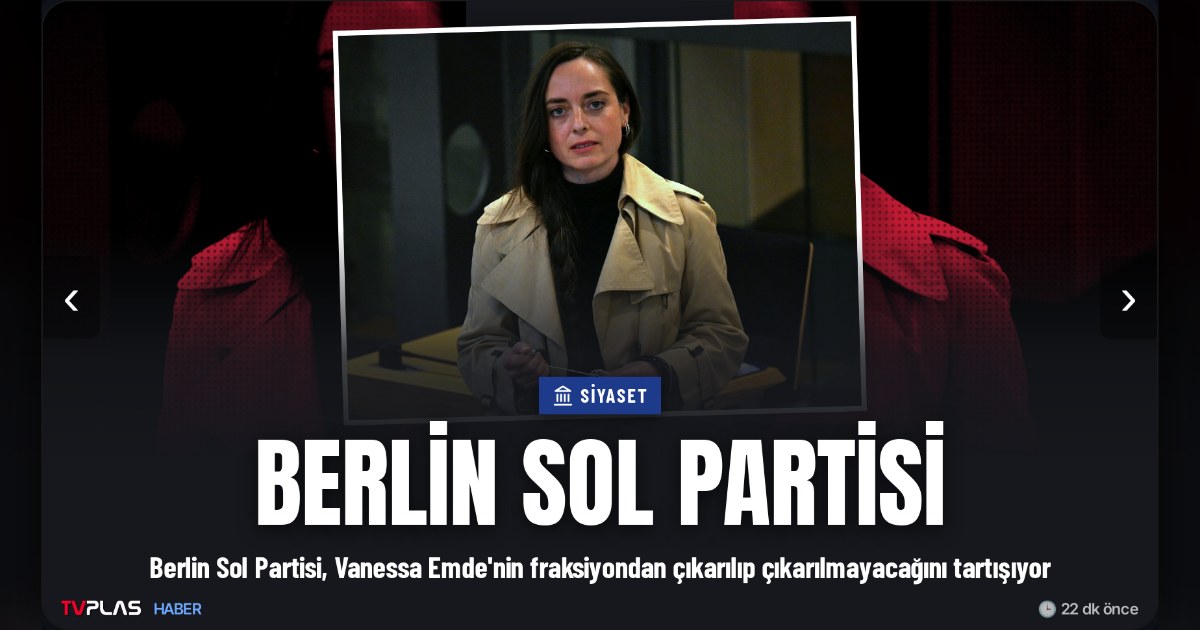 SİYASET
BERLİN SOL PARTİSİ
Berlin Sol Partisi, Vanessa Emde'nin fraksiyondan çıkarılıp çıkarılmayacağını tartışıyor
TVPLAS HABER
22 dk önce